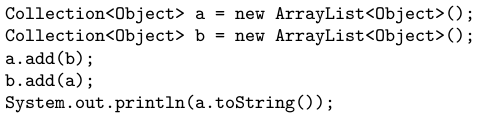 Collection<Object> a = new ArrayList<Object>();
Collection<Object> b = new ArrayList<Object>();
a.add(b);
b.add(a);
System.out.println(a.toString());